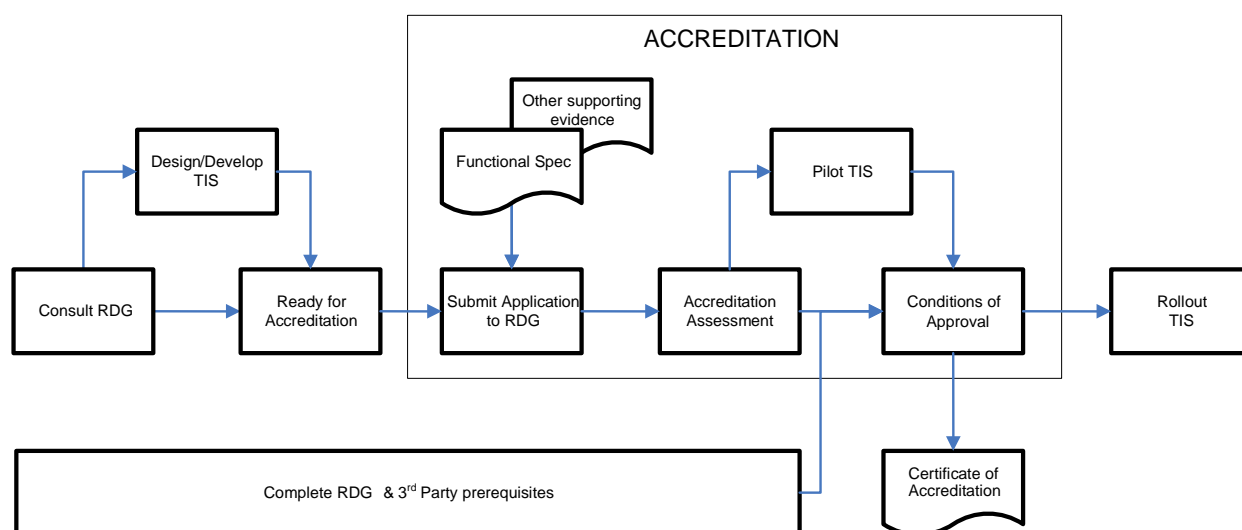 ACCREDITATION
Other supporting
evidence
Functional Spec
Design/Develop
TIS
Pilot TIS
Consult RDG
Ready for
Accreditation
Submit Application
to RDG
Accreditation
Assessment
Conditions of
Approval
Rollout
TIS
Complete RDG & 3rd Party prerequisites
Certificate of
Accreditation